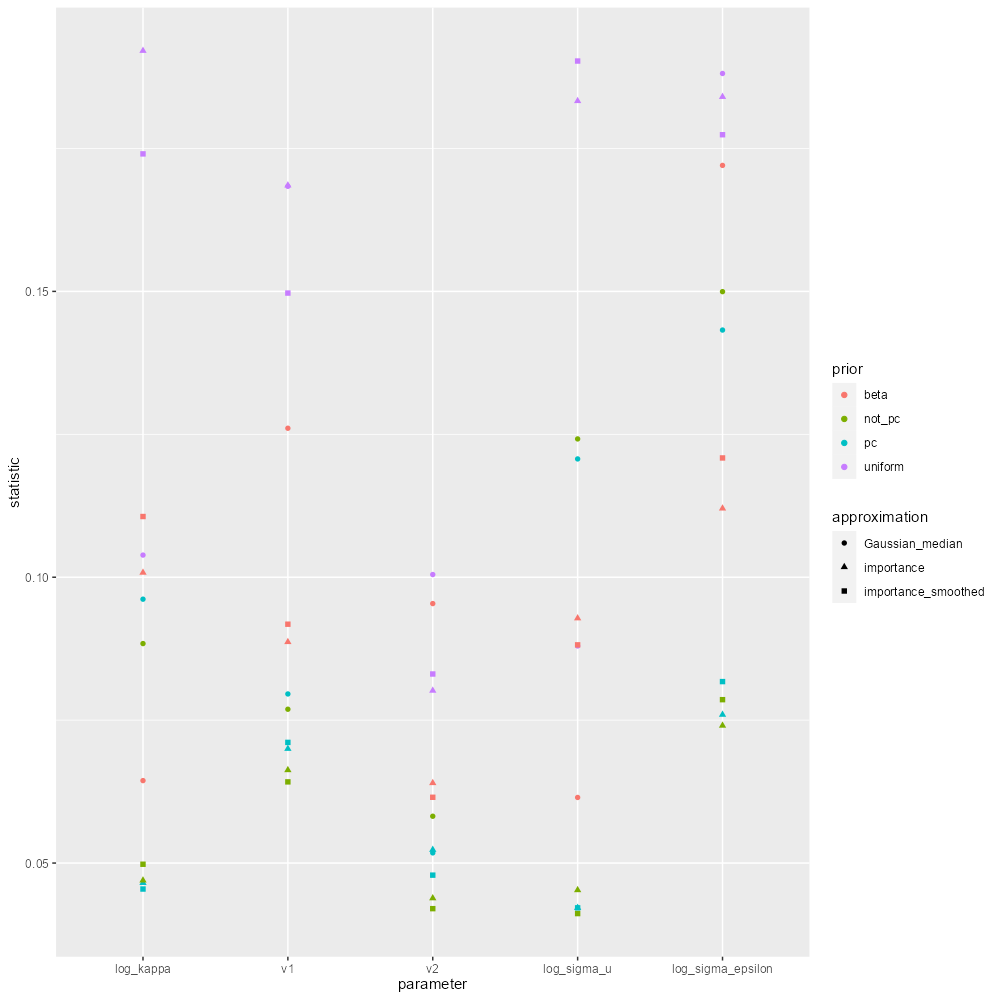 statistic
0.15
0.10
0.05
log_kappa
v1
v2
log_sigma_u
log_sigma_epsilon
parameter
prior
beta
not_pc
pc
uniform
approximation
Gaussian_median
importance
importance_smoothed